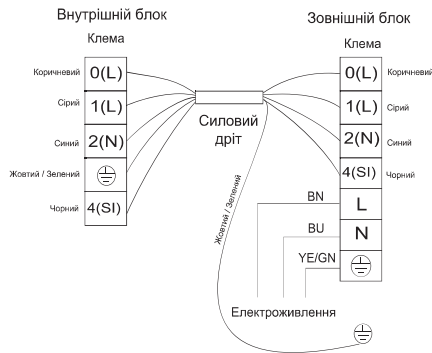 Внутрішній блок
Клема
Коричневий 0(L)
Сірий 1(L)
Синий 2(N)
Жовтий / Зелений
Чорний 4(SI)
Силовий
дріт
Жовтий / Зелений
Зовнішній блок
Клема
0(L) Коричневий
1(L) Сірий
2(N) Синий
4(SI) Чорний
BN L
BU N
YE/GN
Електроживлення